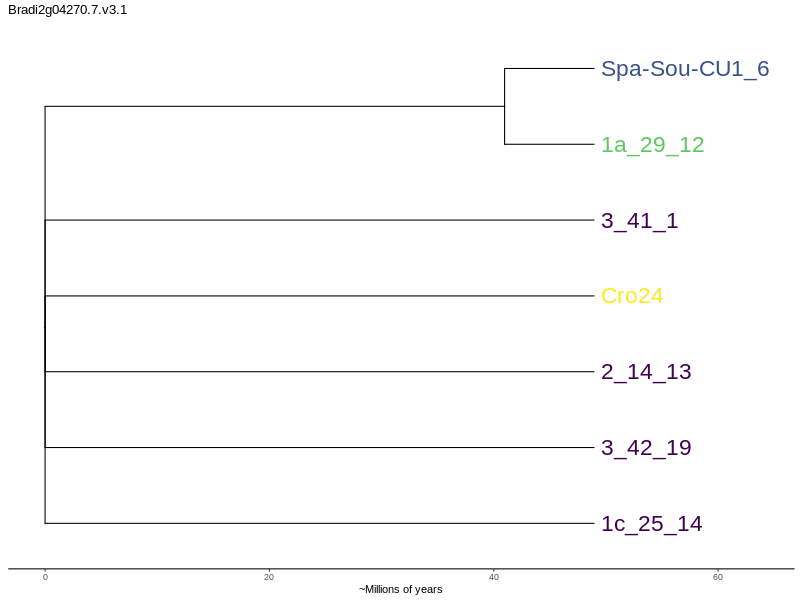 Bradi2g04270.7.v3.1
Spa-Sou-CU1_6
1a_29_12
3_41_1
Cro24
2_14_13
3_42_19
1c_25_14
0 20 40 60
~Millions of years